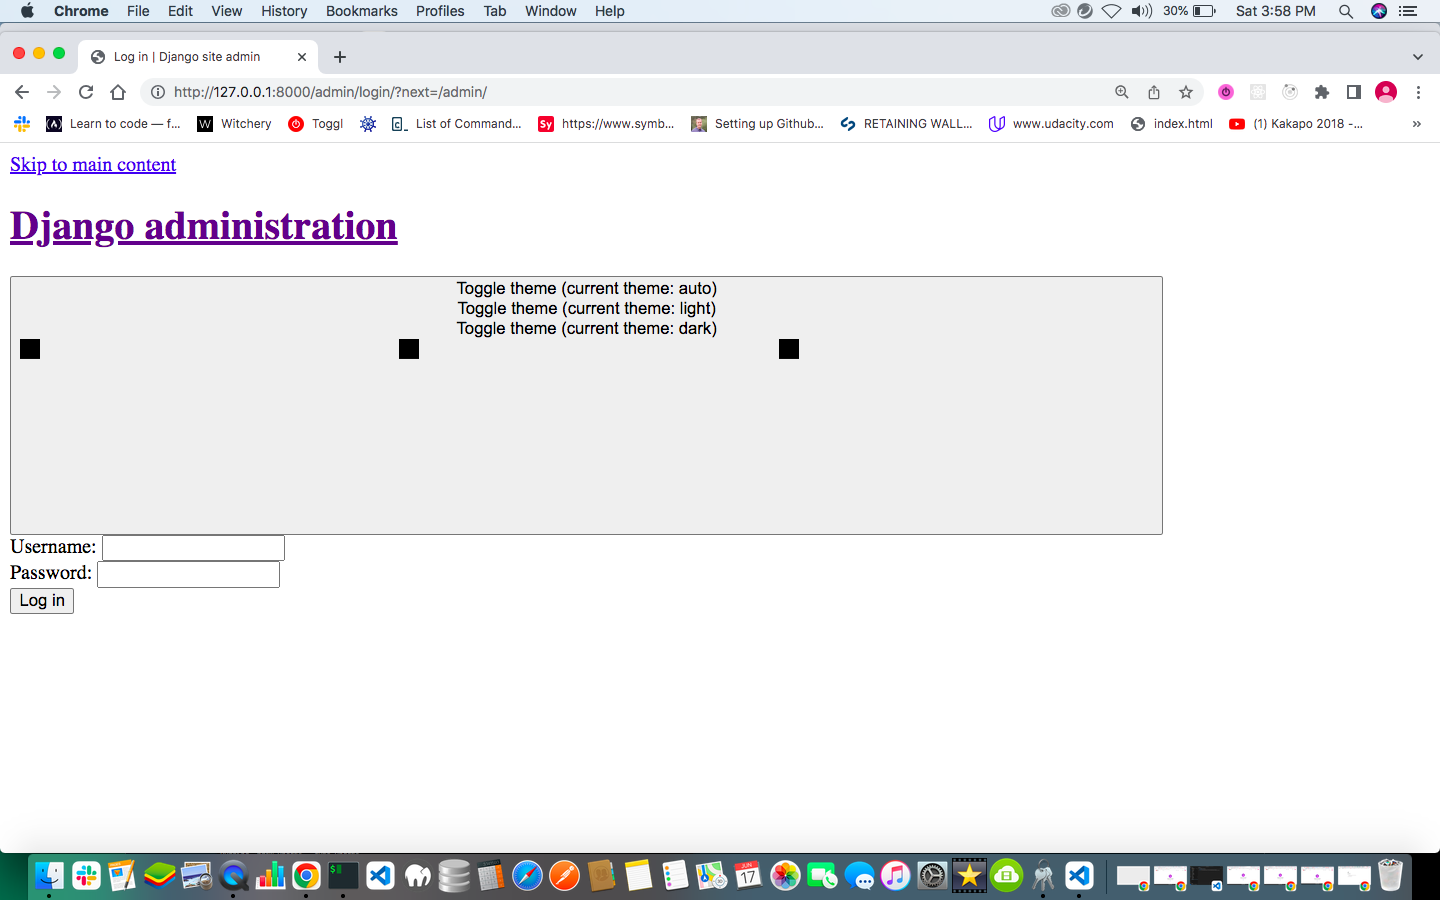 Chrome File Edit View History Bookmarks Profiles Tab Window Help 30% Sat 3:58 PM
Log in | Django site admin
http://127.0.0.1:8000/admin/login/?next=/admin/
Learn to code — f... W Witchery Toggl C_ List of Command... Sy https://www.symb... Setting up Github... RETAINING WALL... www.udacity.com index.html (1) Kakapo 2018 -... »
Skip to main content
Django administration
Toggle theme (current theme: auto)
Toggle theme (current theme: light)
Toggle theme (current theme: dark)
Username:
Password:
Log in
JUN
17